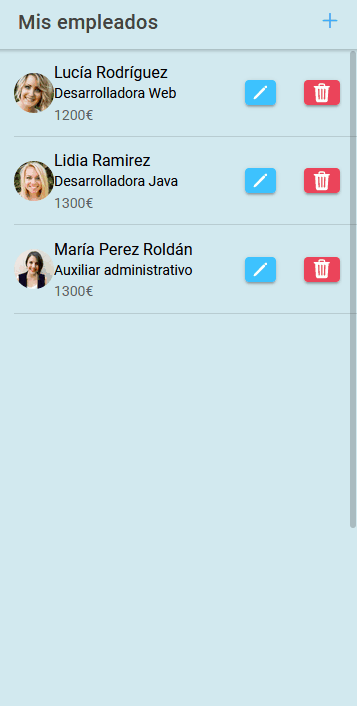 Mis empleados
Lucía Rodríguez
Desarrolladora Web
1200€
Lidia Ramirez
Desarrolladora Java
1300€
María Perez Roldán
Auxiliar administrativo
1300€